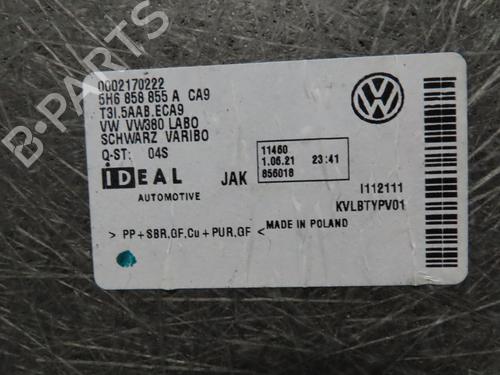 B-PARTS
0002170222
5H6 858 855 A CA9
T3I.5AAB.ECA9
VW VW380 LABO
SCHWARZ VARIBO
Q-ST: 04S
IDEAL
AUTOMOTIVE
JAK
11460
1.06.21 23:41
856018
I112111
KVLBTYPV01
> PP+SBR,GF,Cu+PUR,GF < MADE IN POLAND